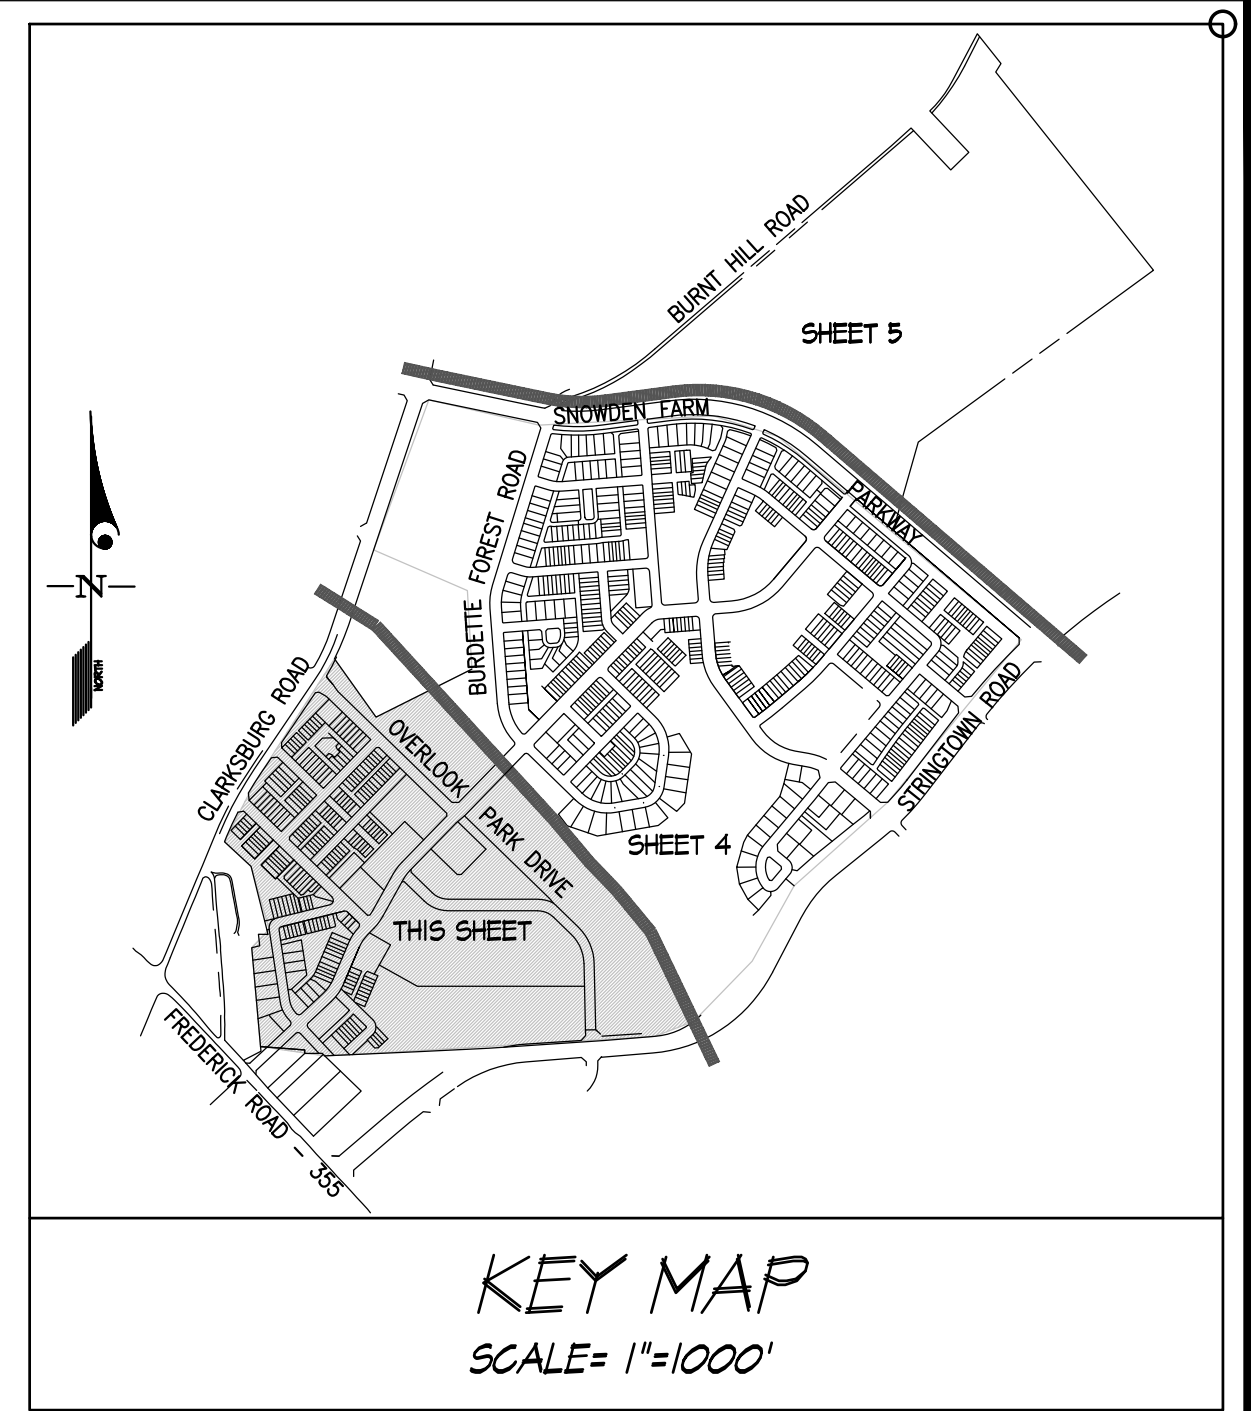 BURNT HILL ROAD
SHEET 5
SNOWDEN FARM
PARKWAY
BURDETTE FOREST ROAD
N
NORTH
CLARKSBURG ROAD
OVERLOOK
PARK DRIVE
STRINGTOWN ROAD
SHEET 4
THIS SHEET
FREDERICK ROAD - 355
KEY MAP
SCALE= 1"=1000'